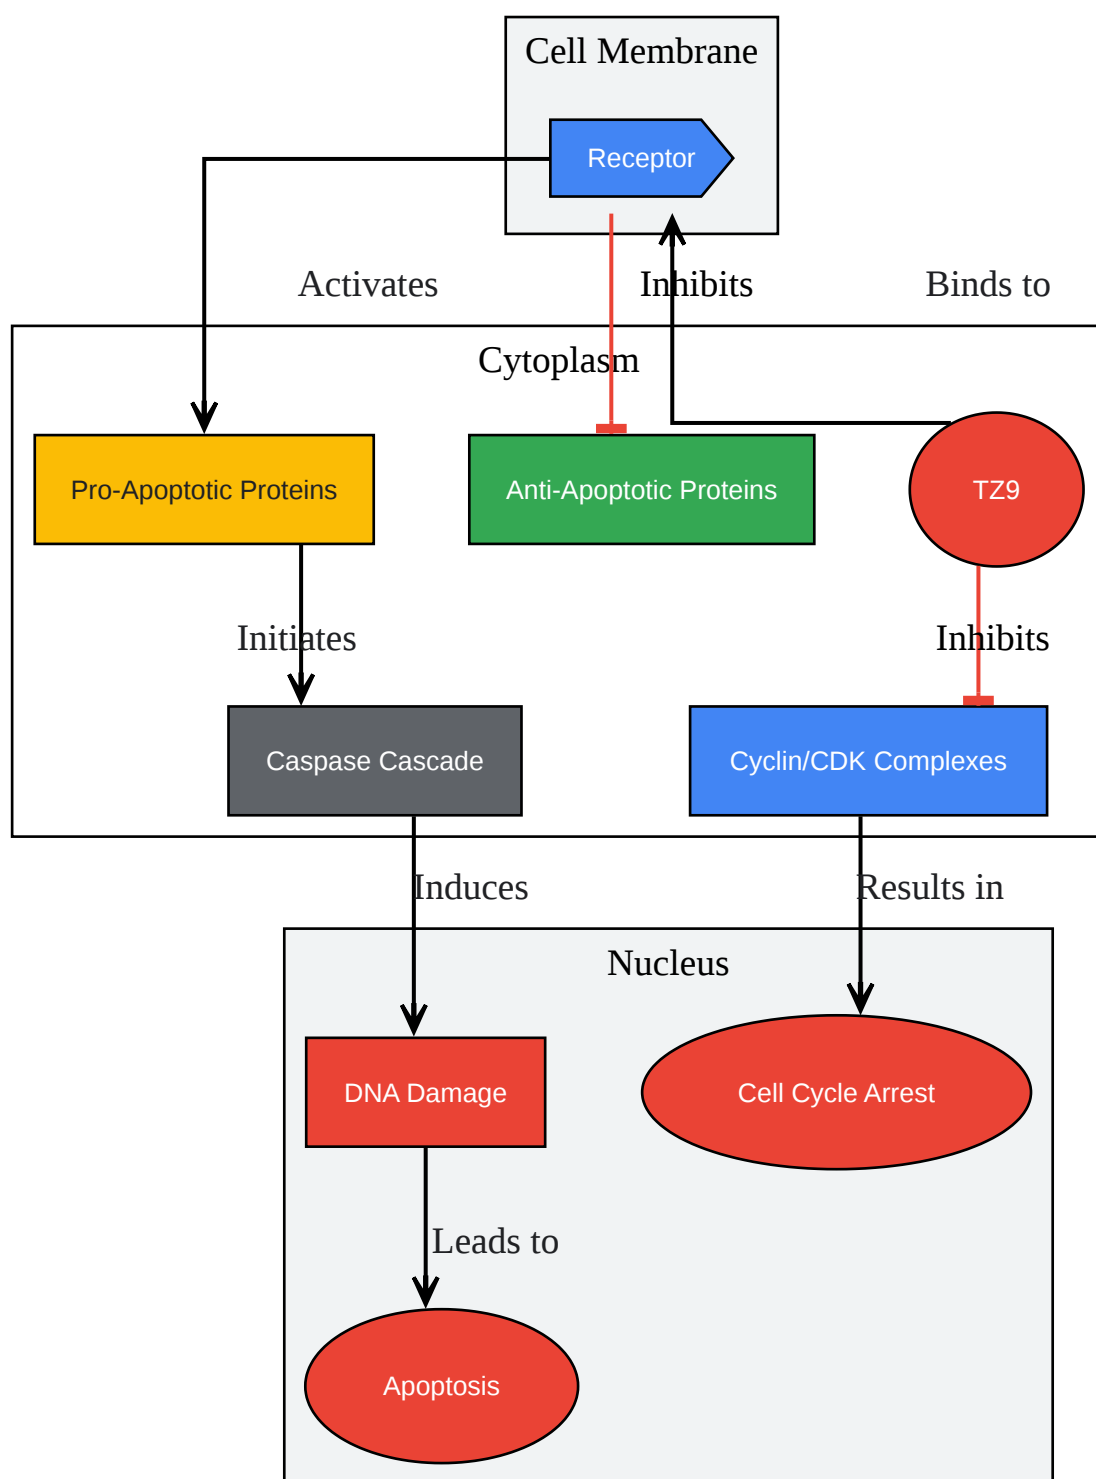 Cell Membrane
Receptor
Activates
Inhibits
Binds to
Cytoplasm
Pro-Apoptotic Proteins
Anti-Apoptotic Proteins
TZ9
Initiates
Inhibits
Caspase Cascade
Cyclin/CDK Complexes
Induces
Results in
Nucleus
DNA Damage
Cell Cycle Arrest
Leads to
Apoptosis